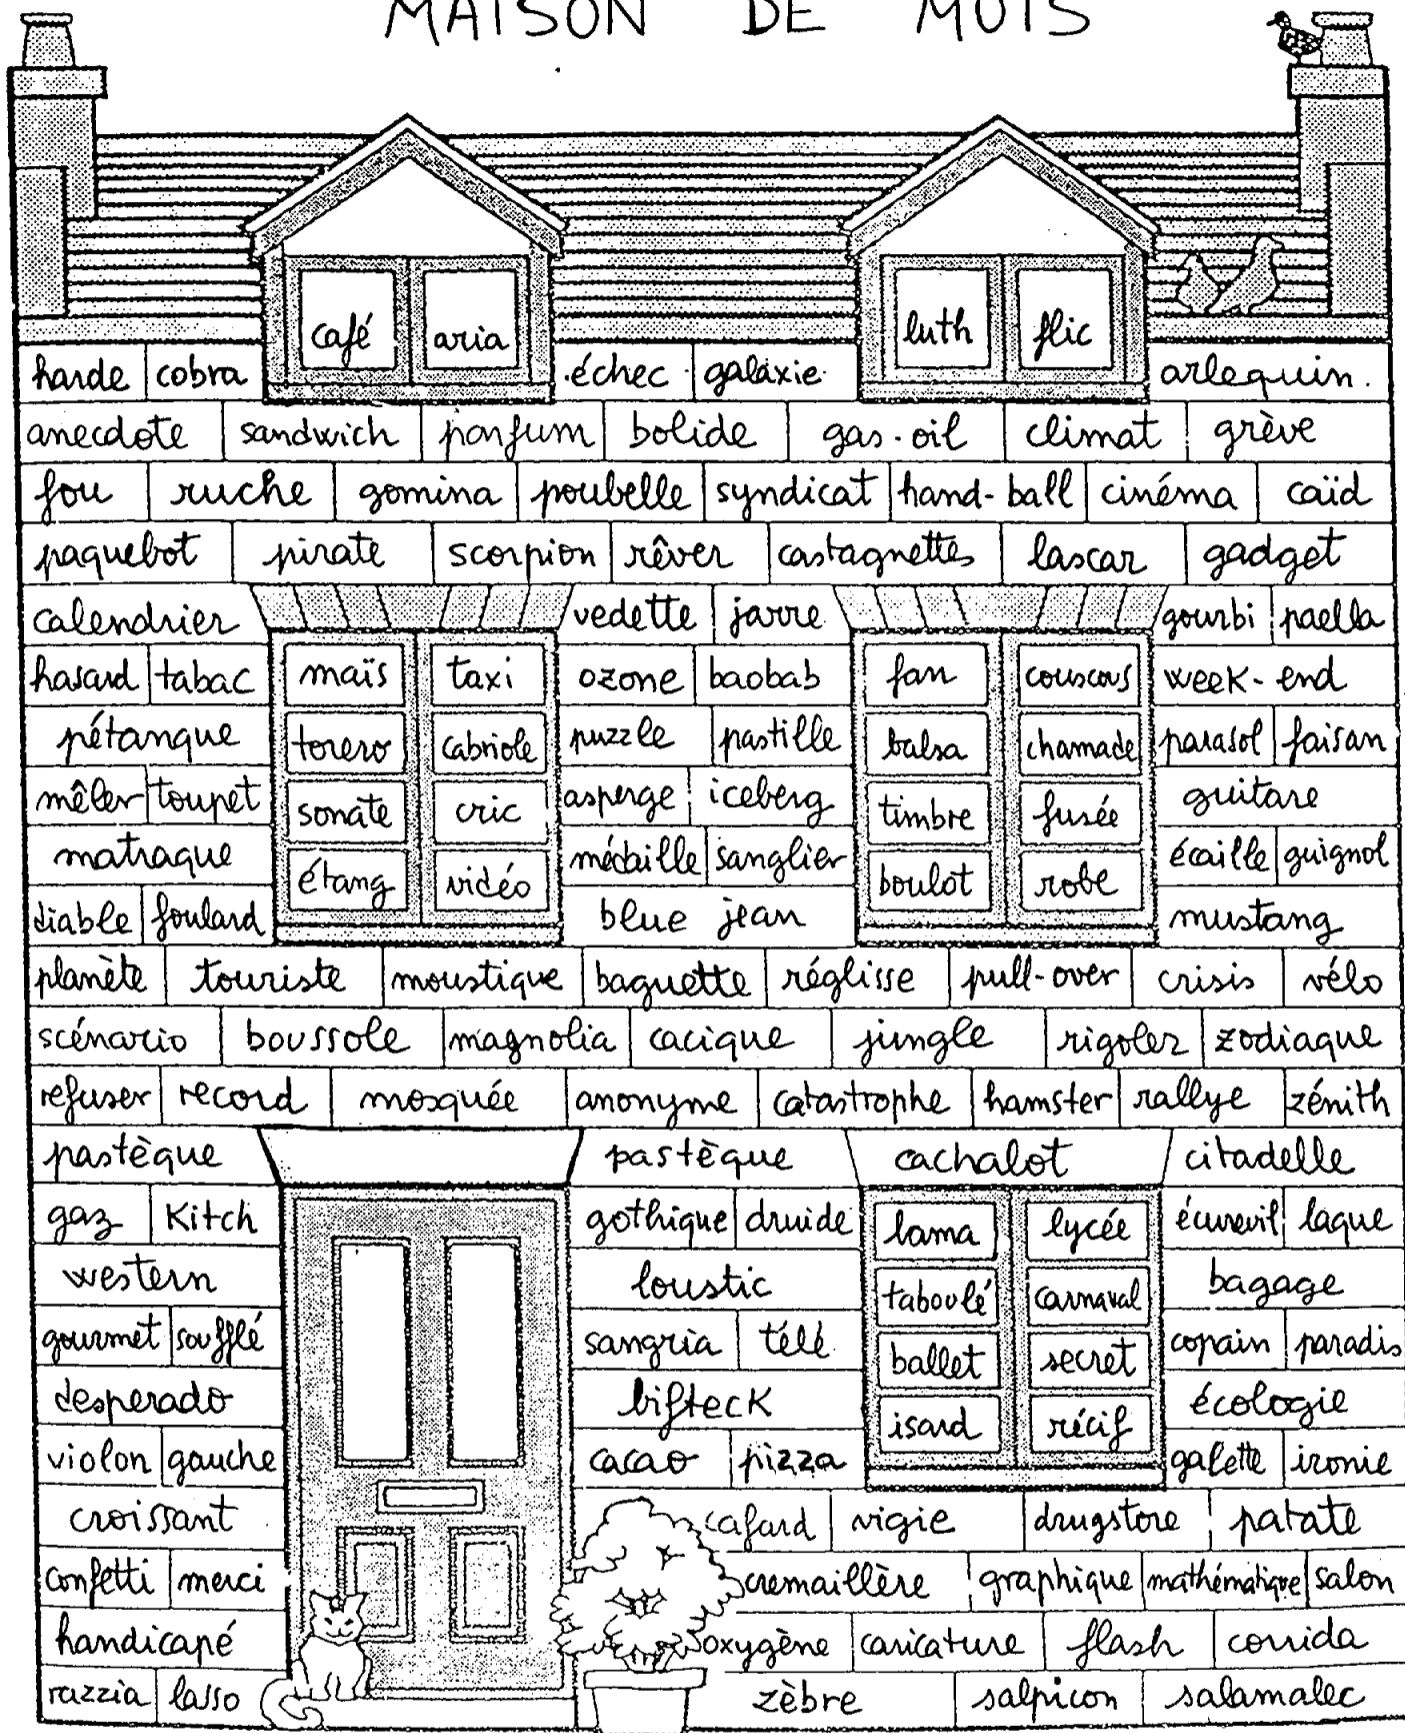 MAISON DE MOTS
café aria luth flic
harde cobra échec galaxie arlequin
anecdote sandwich parfum bolide gas-oil climat grève
fou ruche gomina poubelle syndicat hand-ball cinéma caïd
paquebot pirate scorpion rêver castagnettes lascar gadget
calendrier vedette jarre gourbi paella
hasard tabac maïs taxi ozone baobab fan couscous week-end
pétanque torero cabriole puzzle pastille balsa chamade parasol faisan
mêler toupet sonate cric asperge iceberg timbre fusée guitare
matraque étang vidéo médaille sanglier boulot robe écaille guignol
diable foulard blue jean mustang
planète touriste moustique baguette réglisse pull-over crisis vélo
scénario boussole magnolia cacique jungle rigoler zodiaque
refuser record mosquée anonyme catastrophe hamster rallye zénith
pastèque pastèque cachalot citadelle
gaz Kitch gothique druide lama lycée écureuil laque
western loustic taboulé carnaval bagage
gourmet soufflé sangria télé ballet secret copain paradis
desperado bifteck isard récif écologie
violon gauche cacao pizza galette ironie
croissant cafard vigie drugstore patate
confetti merci cremaillère graphique mathématique salon
handicapé oxygène caricature flash corrida
razzia lasso zèbre salpicon salamalec